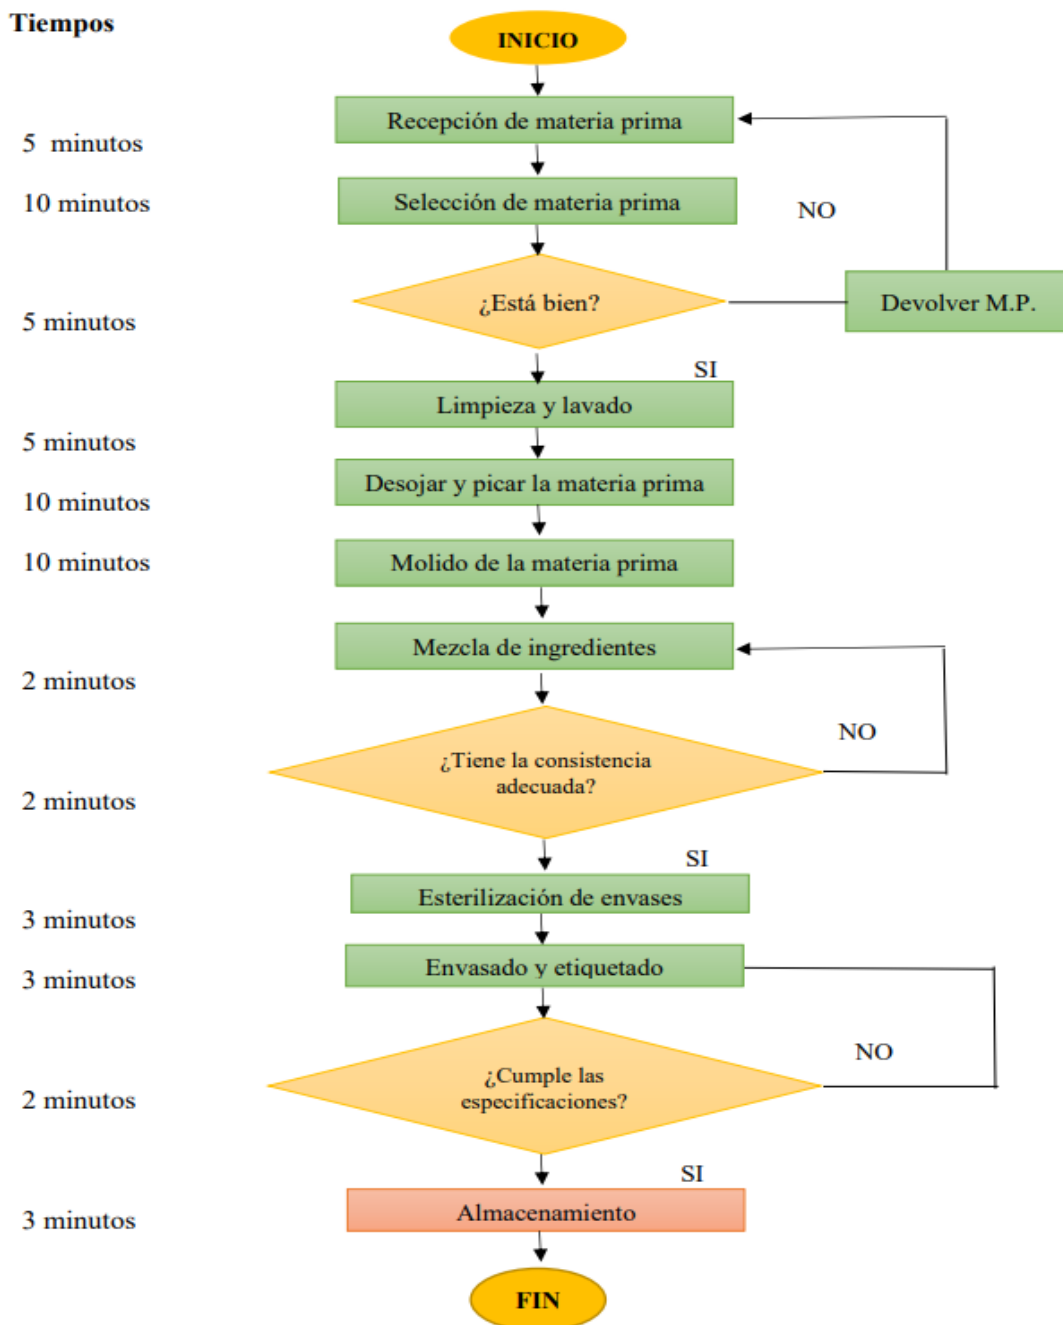 Tiempos
INICIO
Recepción de materia prima
5 minutos
10 minutos
Selección de materia prima
NO
¿Está bien?
Devolver M.P.
5 minutos
SI
Limpieza y lavado
5 minutos
Desojar y picar la materia prima
10 minutos
10 minutos
Molido de la materia prima
Mezcla de ingredientes
2 minutos
NO
¿Tiene la consistencia
adecuada?
2 minutos
SI
Esterilización de envases
3 minutos
Envasado y etiquetado
3 minutos
NO
¿Cumple las
especificaciones?
2 minutos
SI
Almacenamiento
3 minutos
FIN